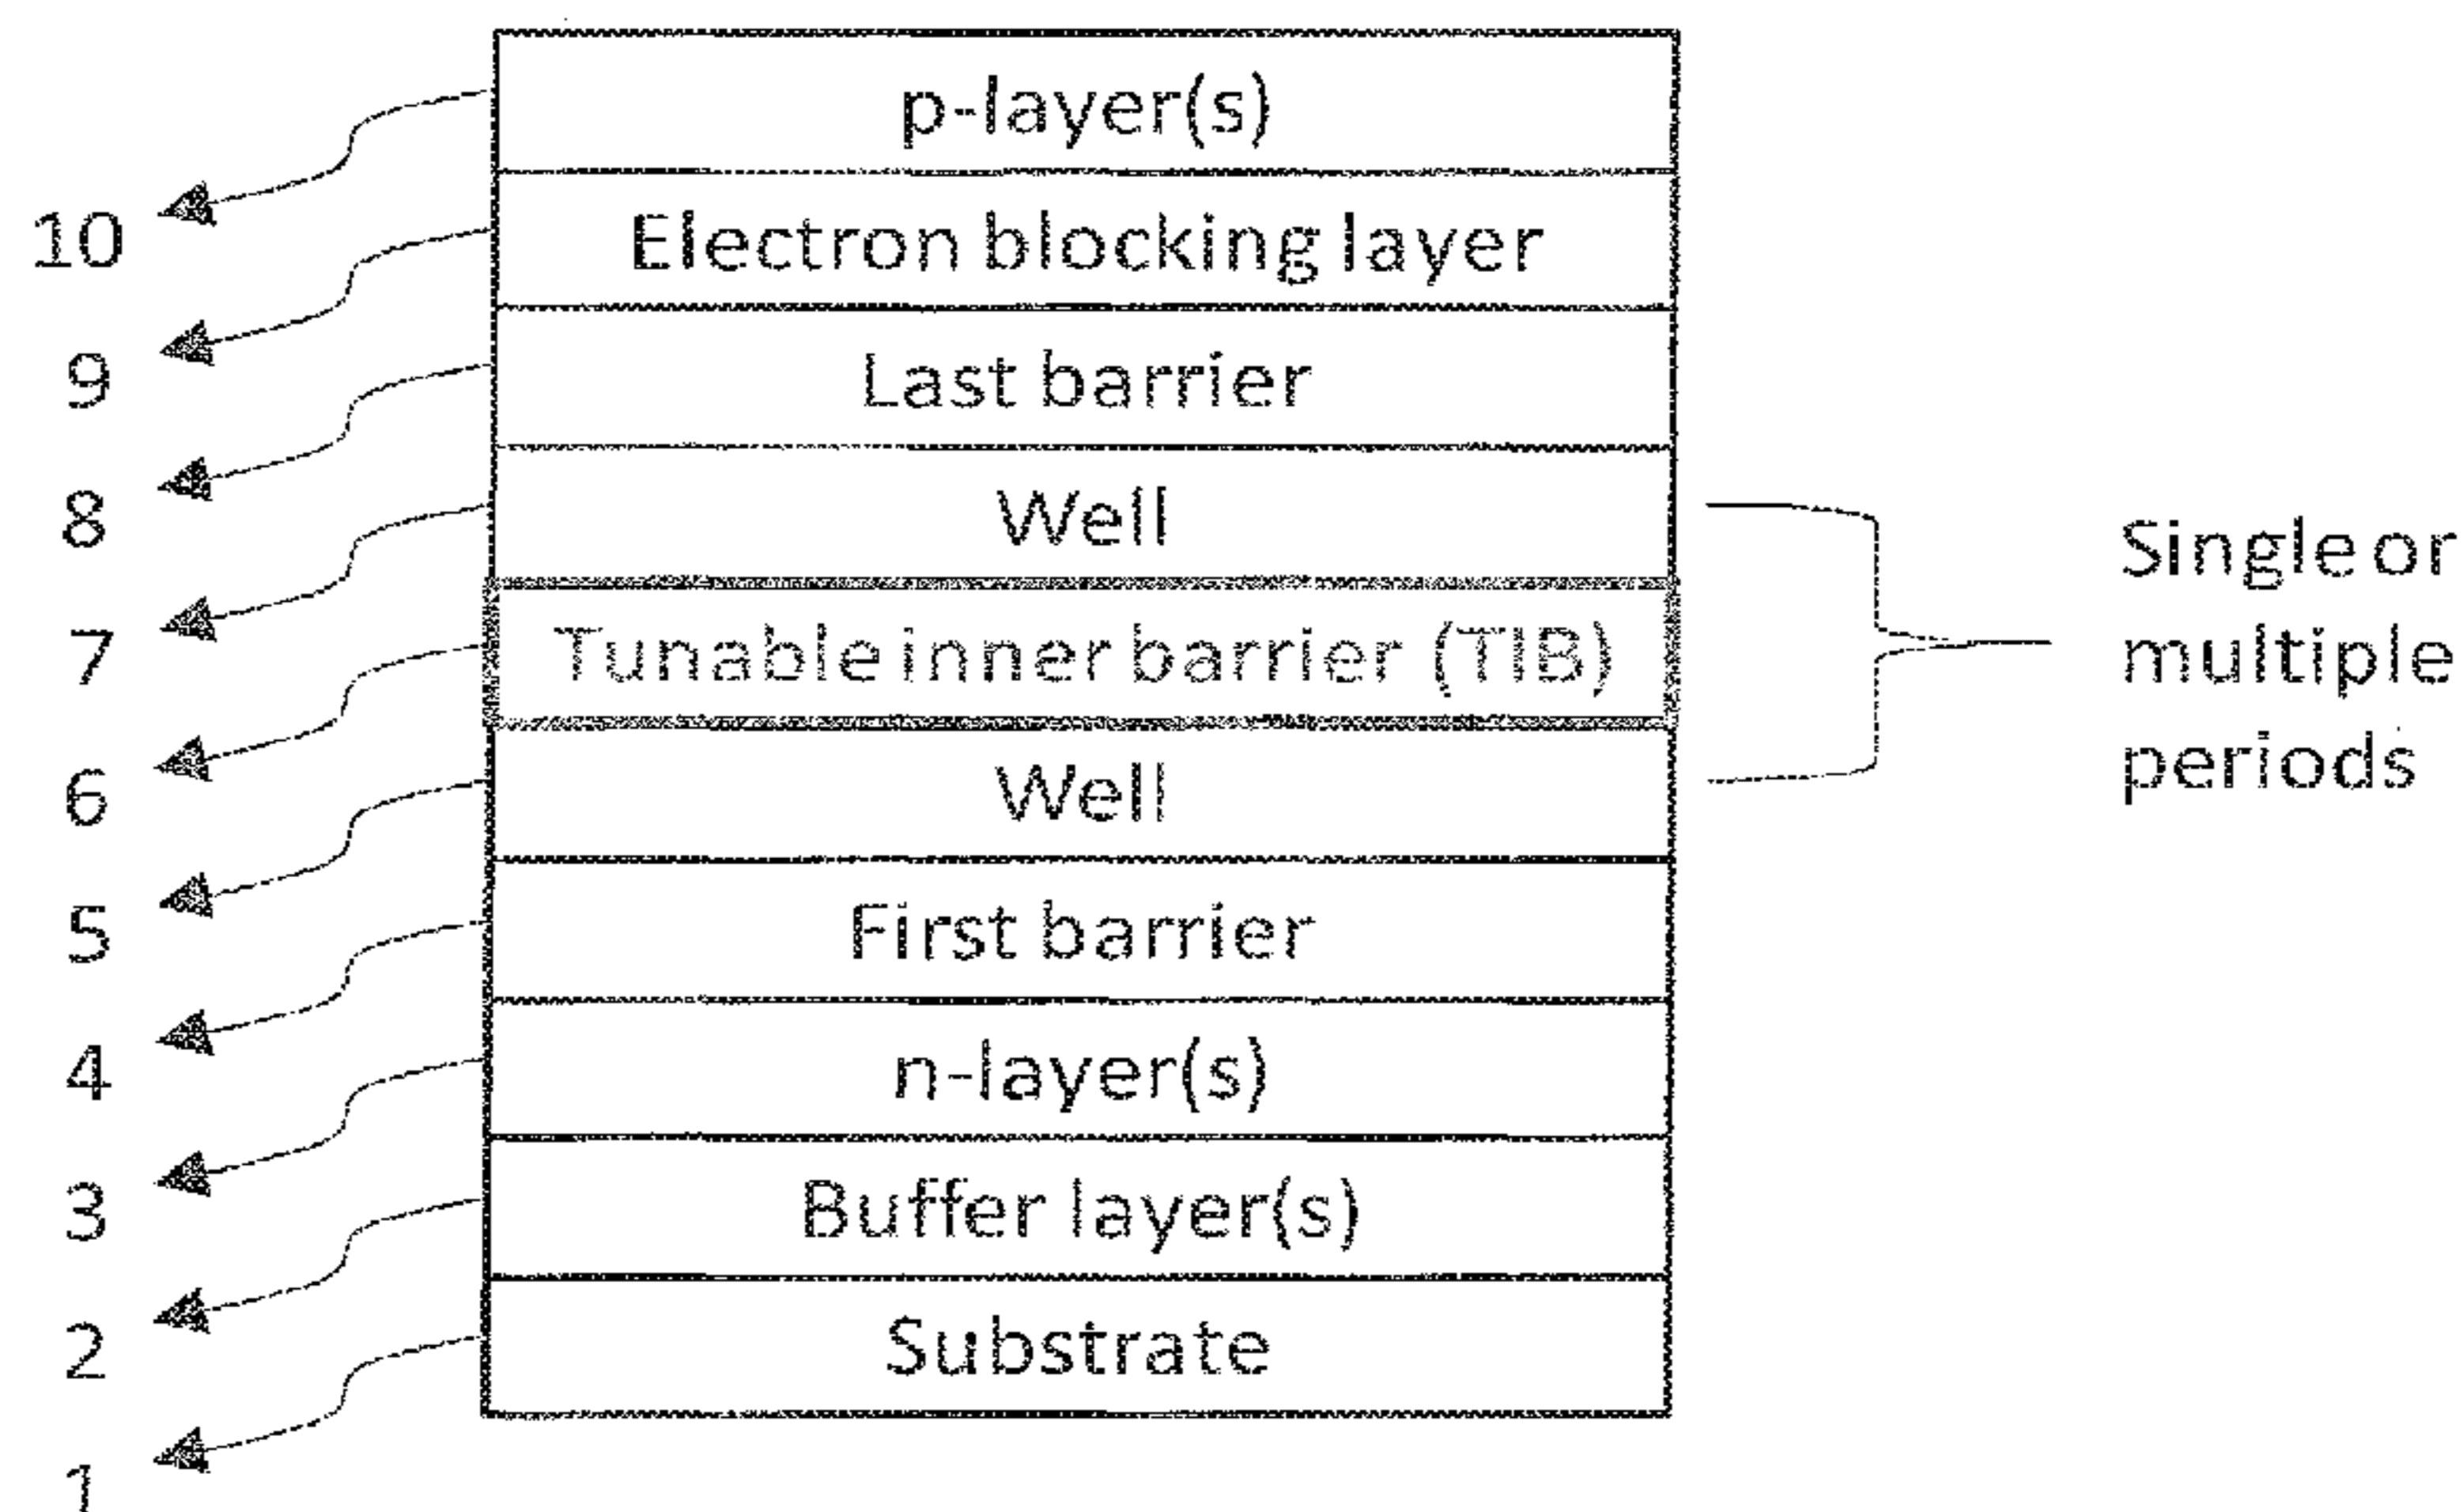 p-layer(s)
10
Electron blocking layer
9
Last barrier
8
Well
7
Tunable inner barrier (TIB)
6
Well
5
First barrier
4
n-layer(s)
3
Buffer layer(s)
2
Substrate
1
Single or
multiple
periods